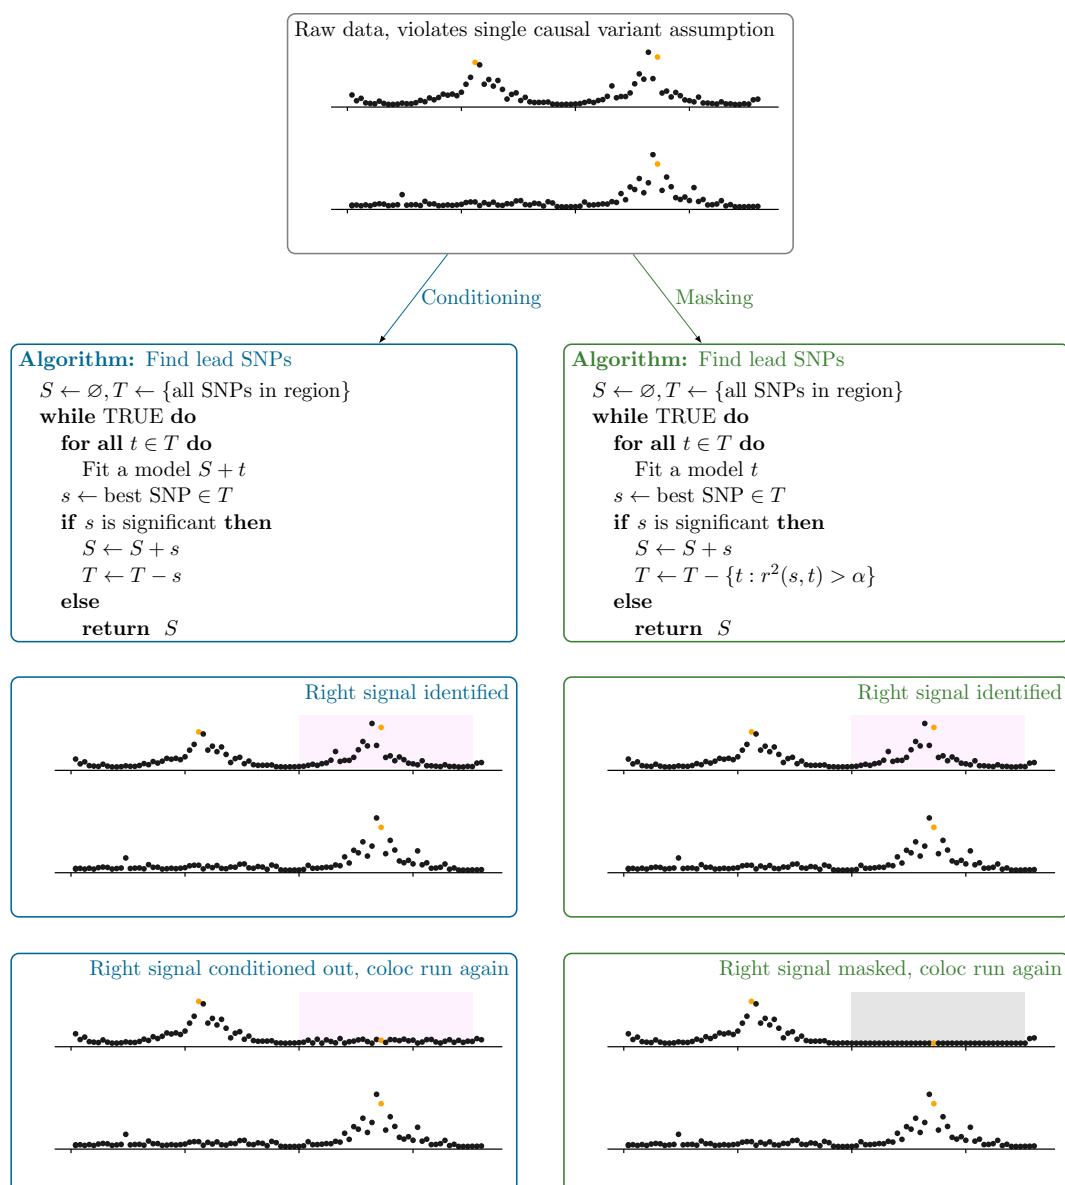 Raw data, violates single causal variant assumption
Conditioning
Masking
Algorithm: Find lead SNPs
S ← ∅, T ← {all SNPs in region}
while TRUE do
for all t ∈ T do
Fit a model S + t
s ← best SNP ∈ T
if s is significant then
S ← S + s
T ← T − s
else
return S
Algorithm: Find lead SNPs
S ← ∅, T ← {all SNPs in region}
while TRUE do
for all t ∈ T do
Fit a model t
s ← best SNP ∈ T
if s is significant then
S ← S + s
T ← T − {t : r²(s, t) > α}
else
return S
Right signal identified
Right signal identified
Right signal conditioned out, coloc run again
Right signal masked, coloc run again